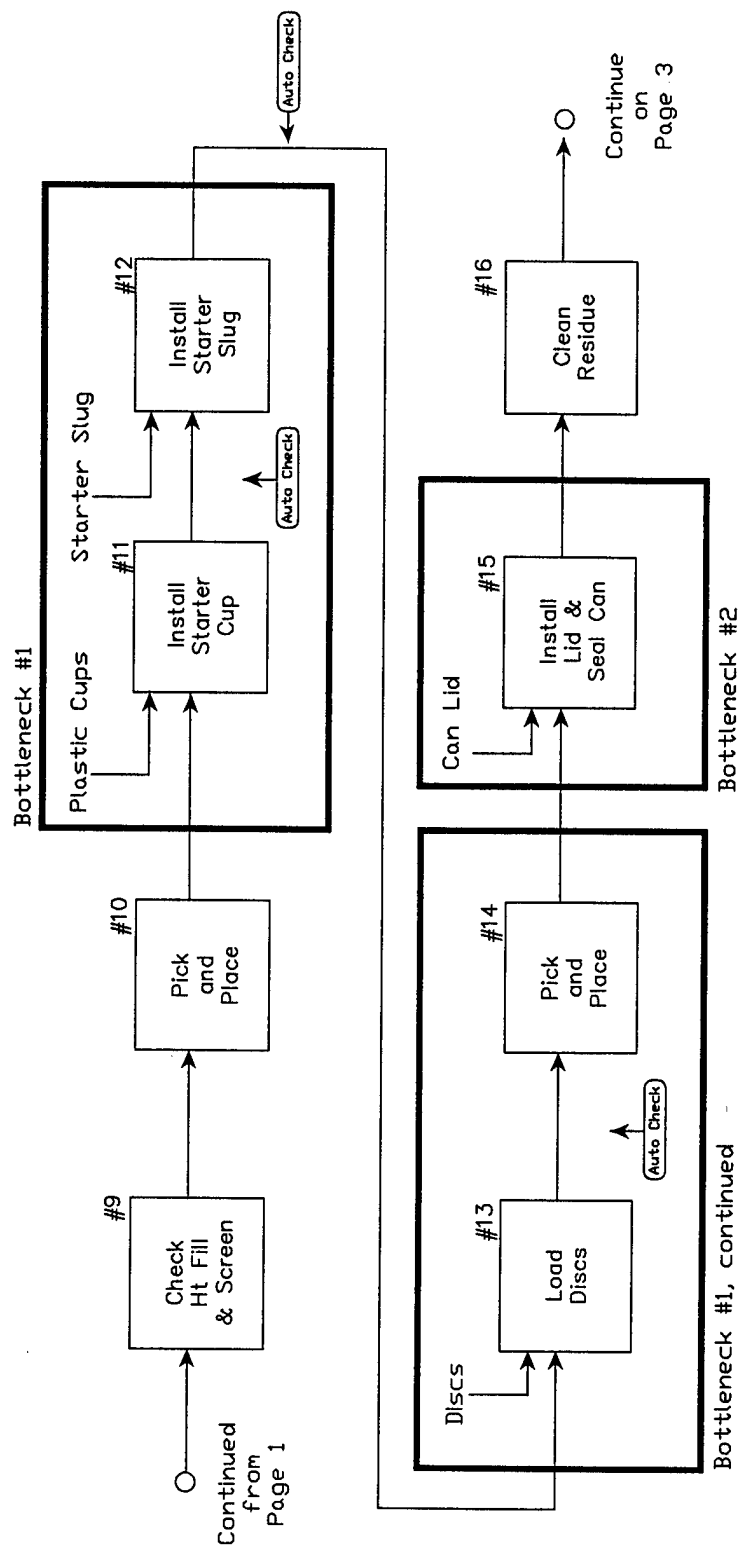 Bottleneck #1
Plastic Cups
Starter Slug
#9
Check
Ht Fill
& Screen
#10
Pick
and
Place
#11
Install
Starter
Cup
#12
Install
Starter
Slug
Auto Check
Auto Check
Continued
from
Page 1
Discs
#13
Load
Discs
Auto Check
#14
Pick
and
Place
Can Lid
#15
Install
Lid &
Seal Can
#16
Clean
Residue
Continue
on
Page 3
Bottleneck #1, continued
Bottleneck #2